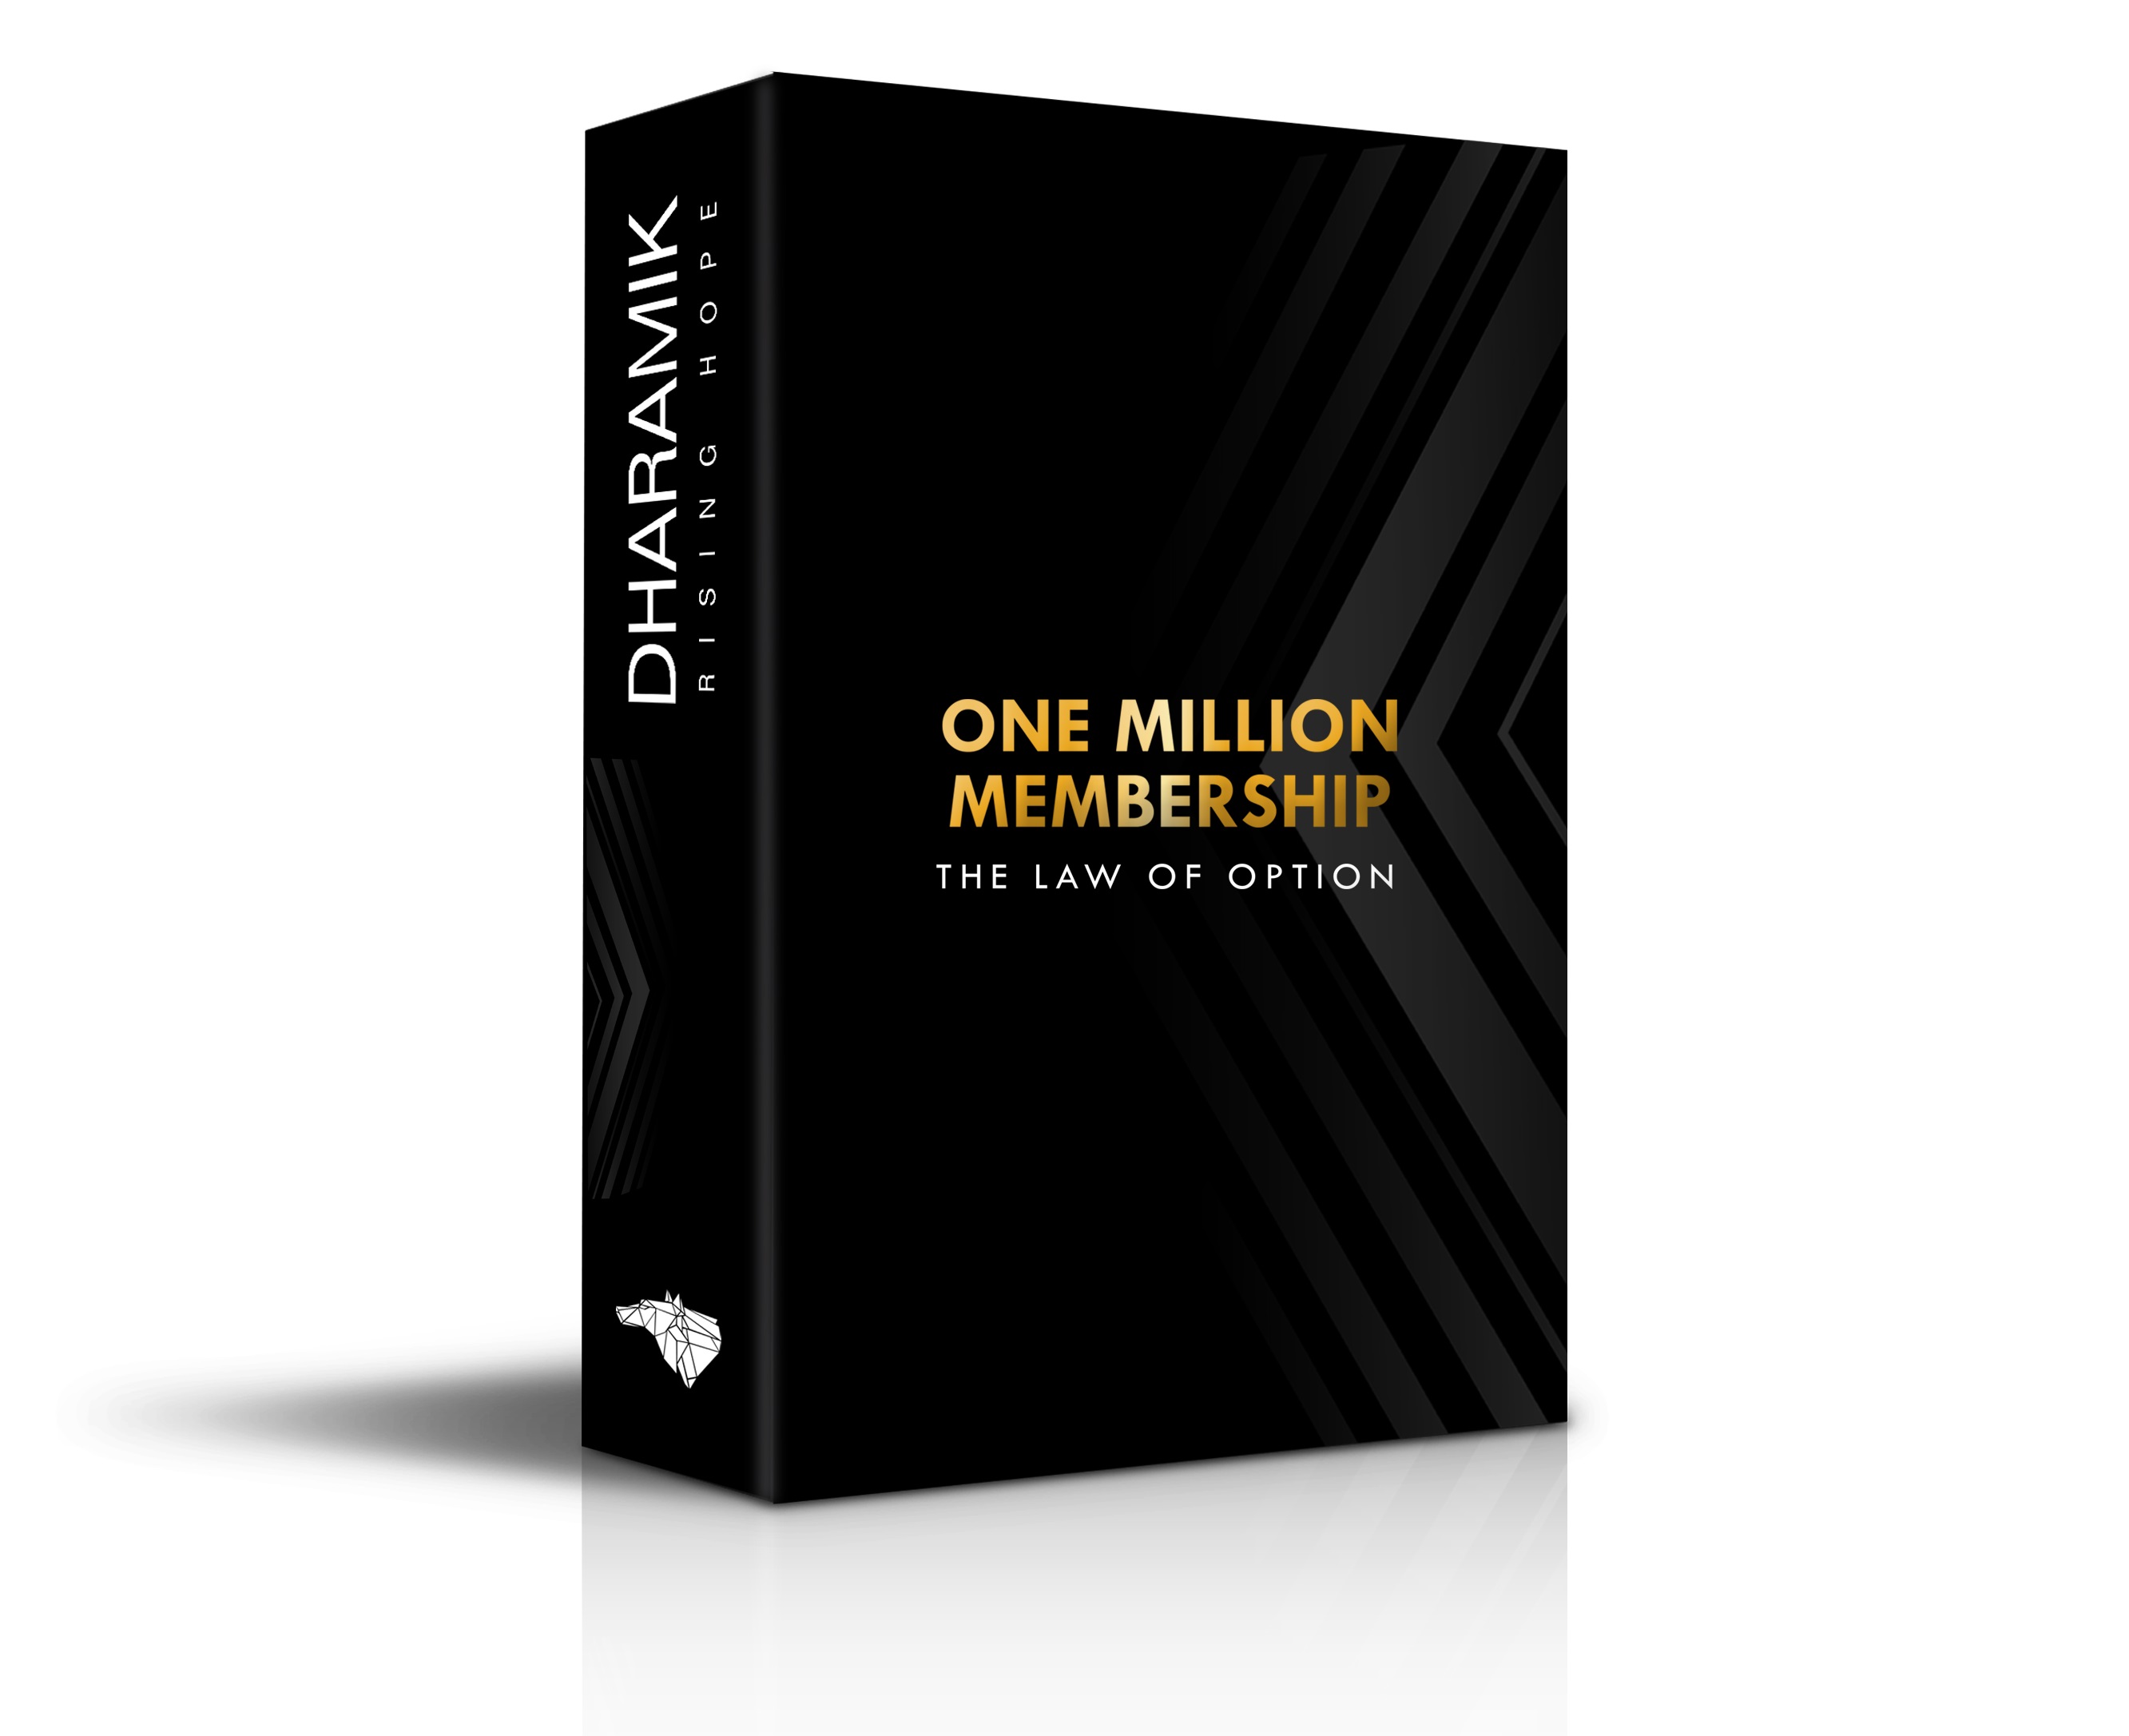 DHARAMIK
RISING HOPE
ONE MILLION
MEMBERSHIP
THE LAW OF OPTION